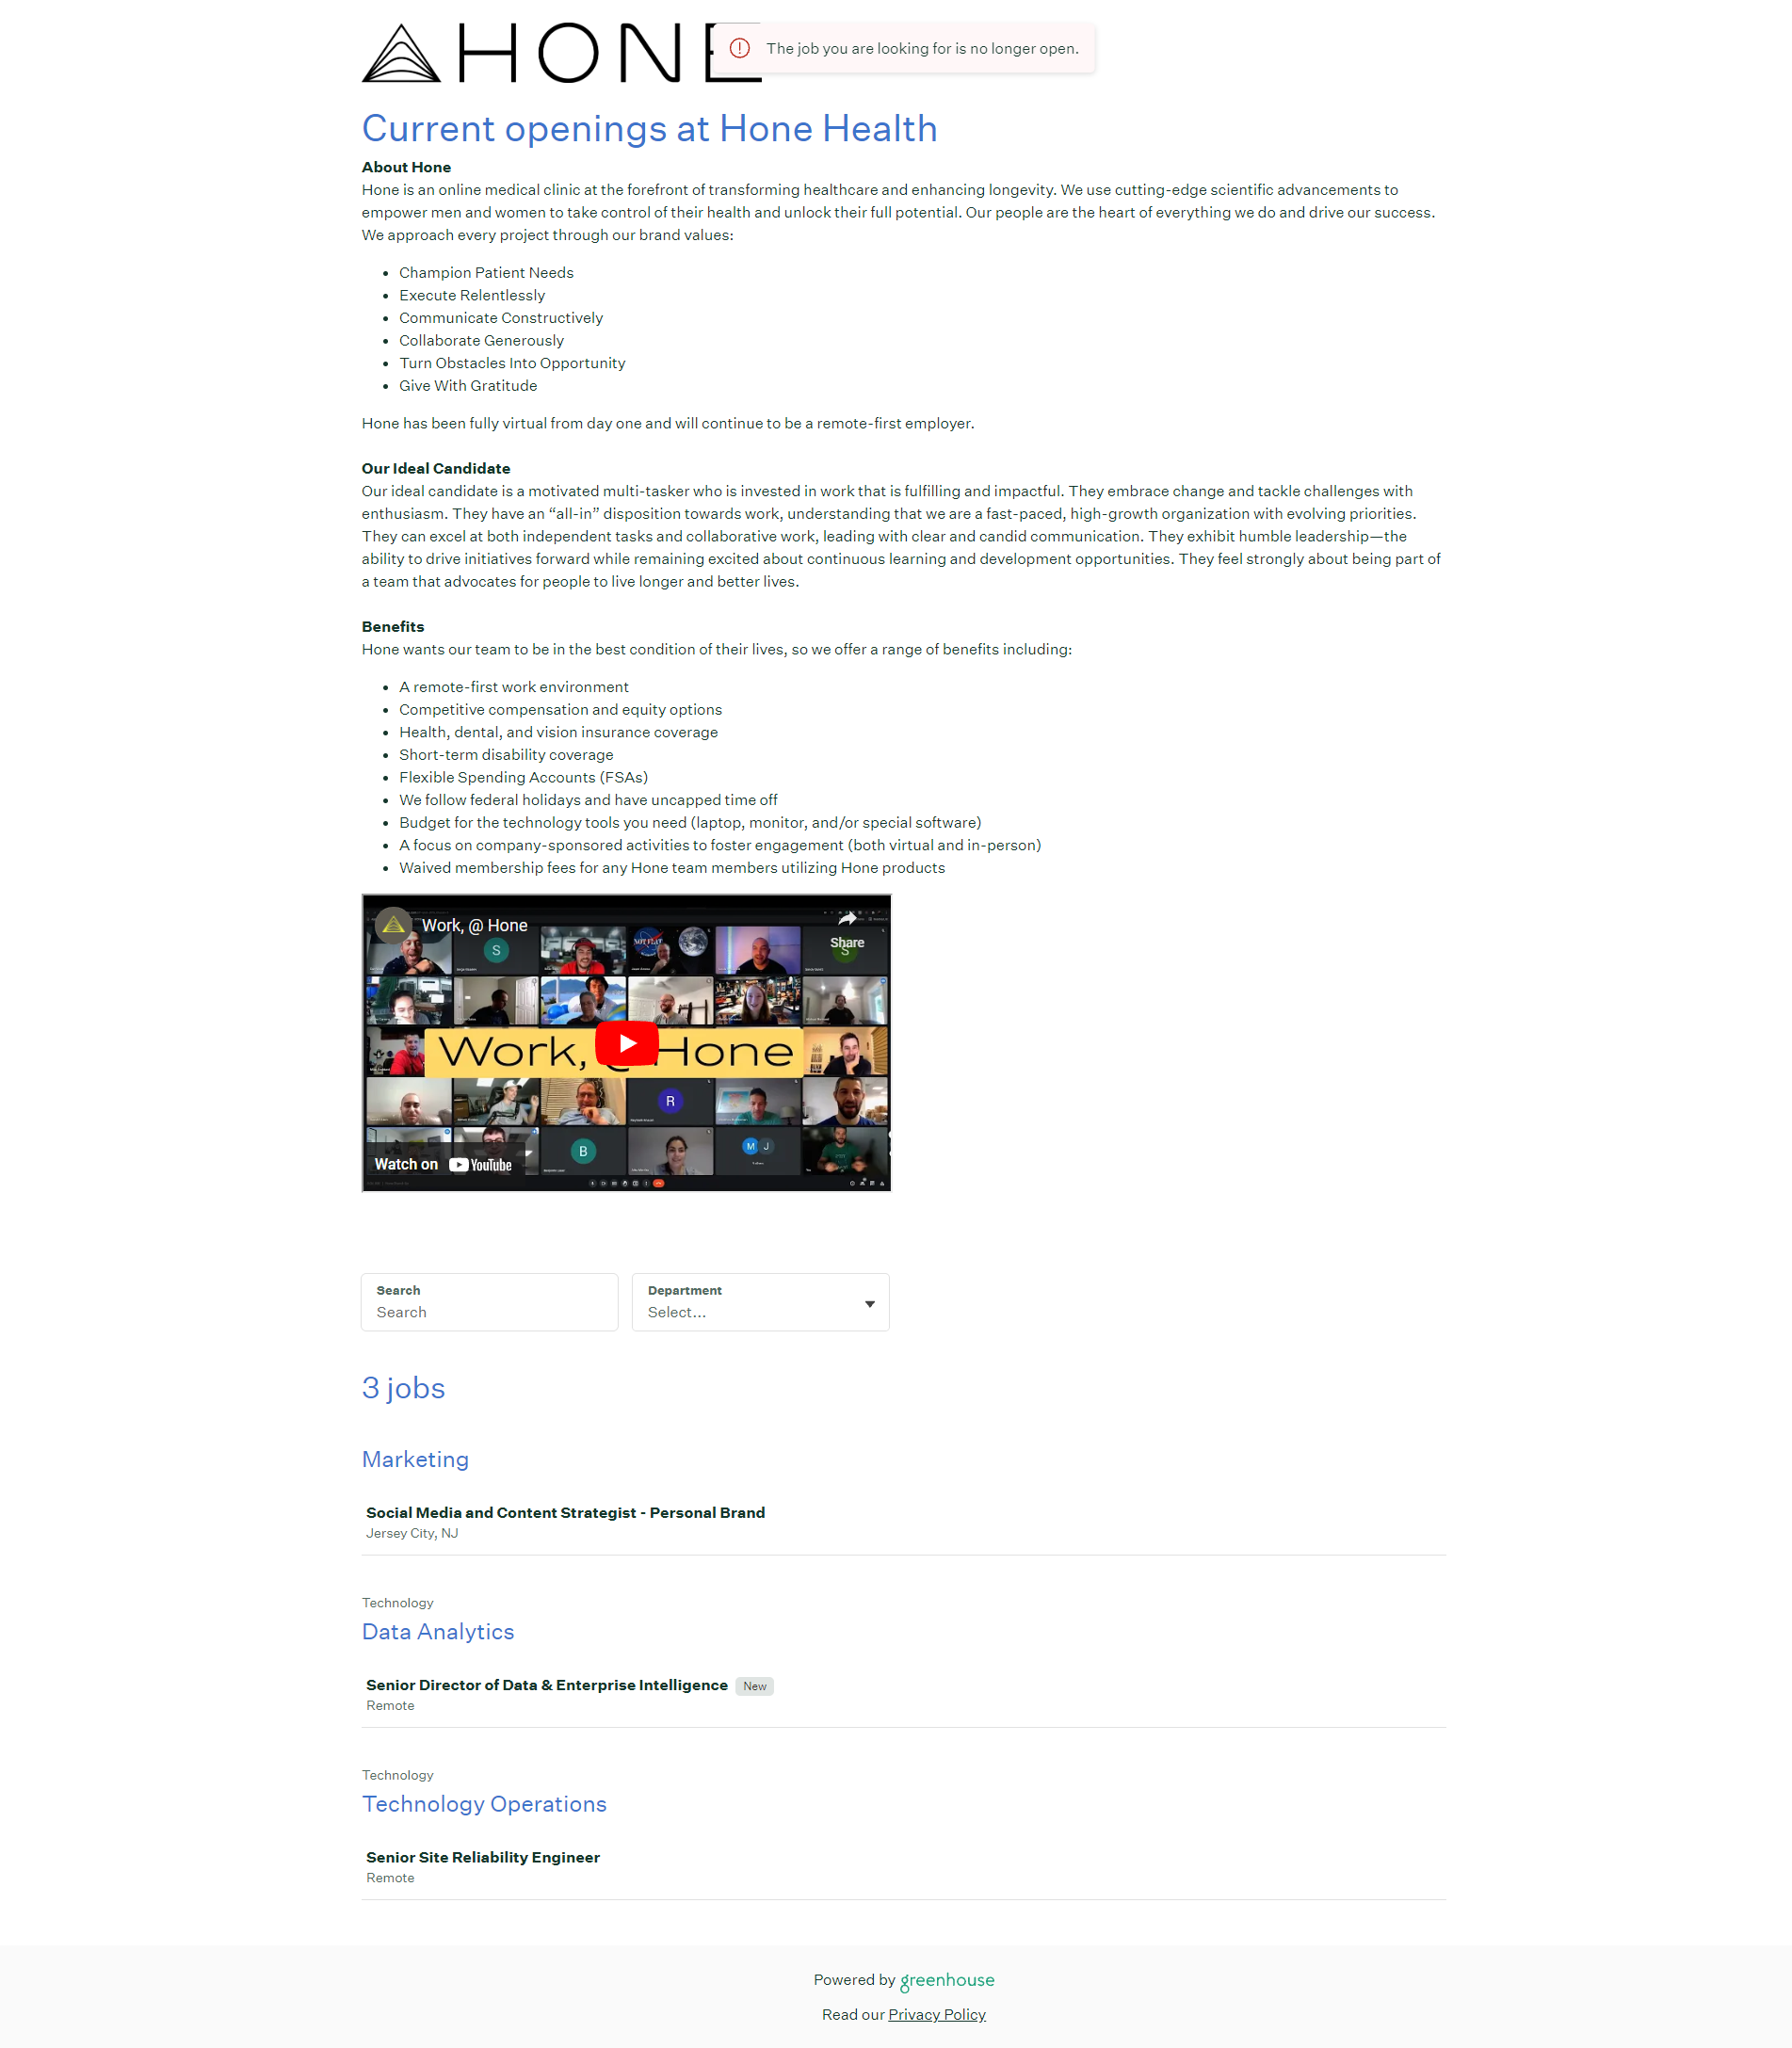 HONE
The job you are looking for is no longer open.
Current openings at Hone Health
About Hone
Hone is an online medical clinic at the forefront of transforming healthcare and enhancing longevity. We use cutting-edge scientific advancements to
empower men and women to take control of their health and unlock their full potential. Our people are the heart of everything we do and drive our success.
We approach every project through our brand values:
• Champion Patient Needs
• Execute Relentlessly
• Communicate Constructively
• Collaborate Generously
• Turn Obstacles Into Opportunity
• Give With Gratitude
Hone has been fully virtual from day one and will continue to be a remote-first employer.
Our Ideal Candidate
Our ideal candidate is a motivated multi-tasker who is invested in work that is fulfilling and impactful. They embrace change and tackle challenges with
enthusiasm. They have an “all-in” disposition towards work, understanding that we are a fast-paced, high-growth organization with evolving priorities.
They can excel at both independent tasks and collaborative work, leading with clear and candid communication. They exhibit humble leadership—the
ability to drive initiatives forward while remaining excited about continuous learning and development opportunities. They feel strongly about being part of
a team that advocates for people to live longer and better lives.
Benefits
Hone wants our team to be in the best condition of their lives, so we offer a range of benefits including:
• A remote-first work environment
• Competitive compensation and equity options
• Health, dental, and vision insurance coverage
• Short-term disability coverage
• Flexible Spending Accounts (FSAs)
• We follow federal holidays and have uncapped time off
• Budget for the technology tools you need (laptop, monitor, and/or special software)
• A focus on company-sponsored activities to foster engagement (both virtual and in-person)
• Waived membership fees for any Hone team members utilizing Hone products
Work, @ Hone
Share
S
S
NOT FLAT
Work, @ Hone
R
B
M J
Watch on YouTube
Search
Search
Department
Select...
3 jobs
Marketing
Social Media and Content Strategist - Personal Brand
Jersey City, NJ
Technology
Data Analytics
Senior Director of Data & Enterprise Intelligence New
Remote
Technology
Technology Operations
Senior Site Reliability Engineer
Remote
Powered by greenhouse
Read our Privacy Policy